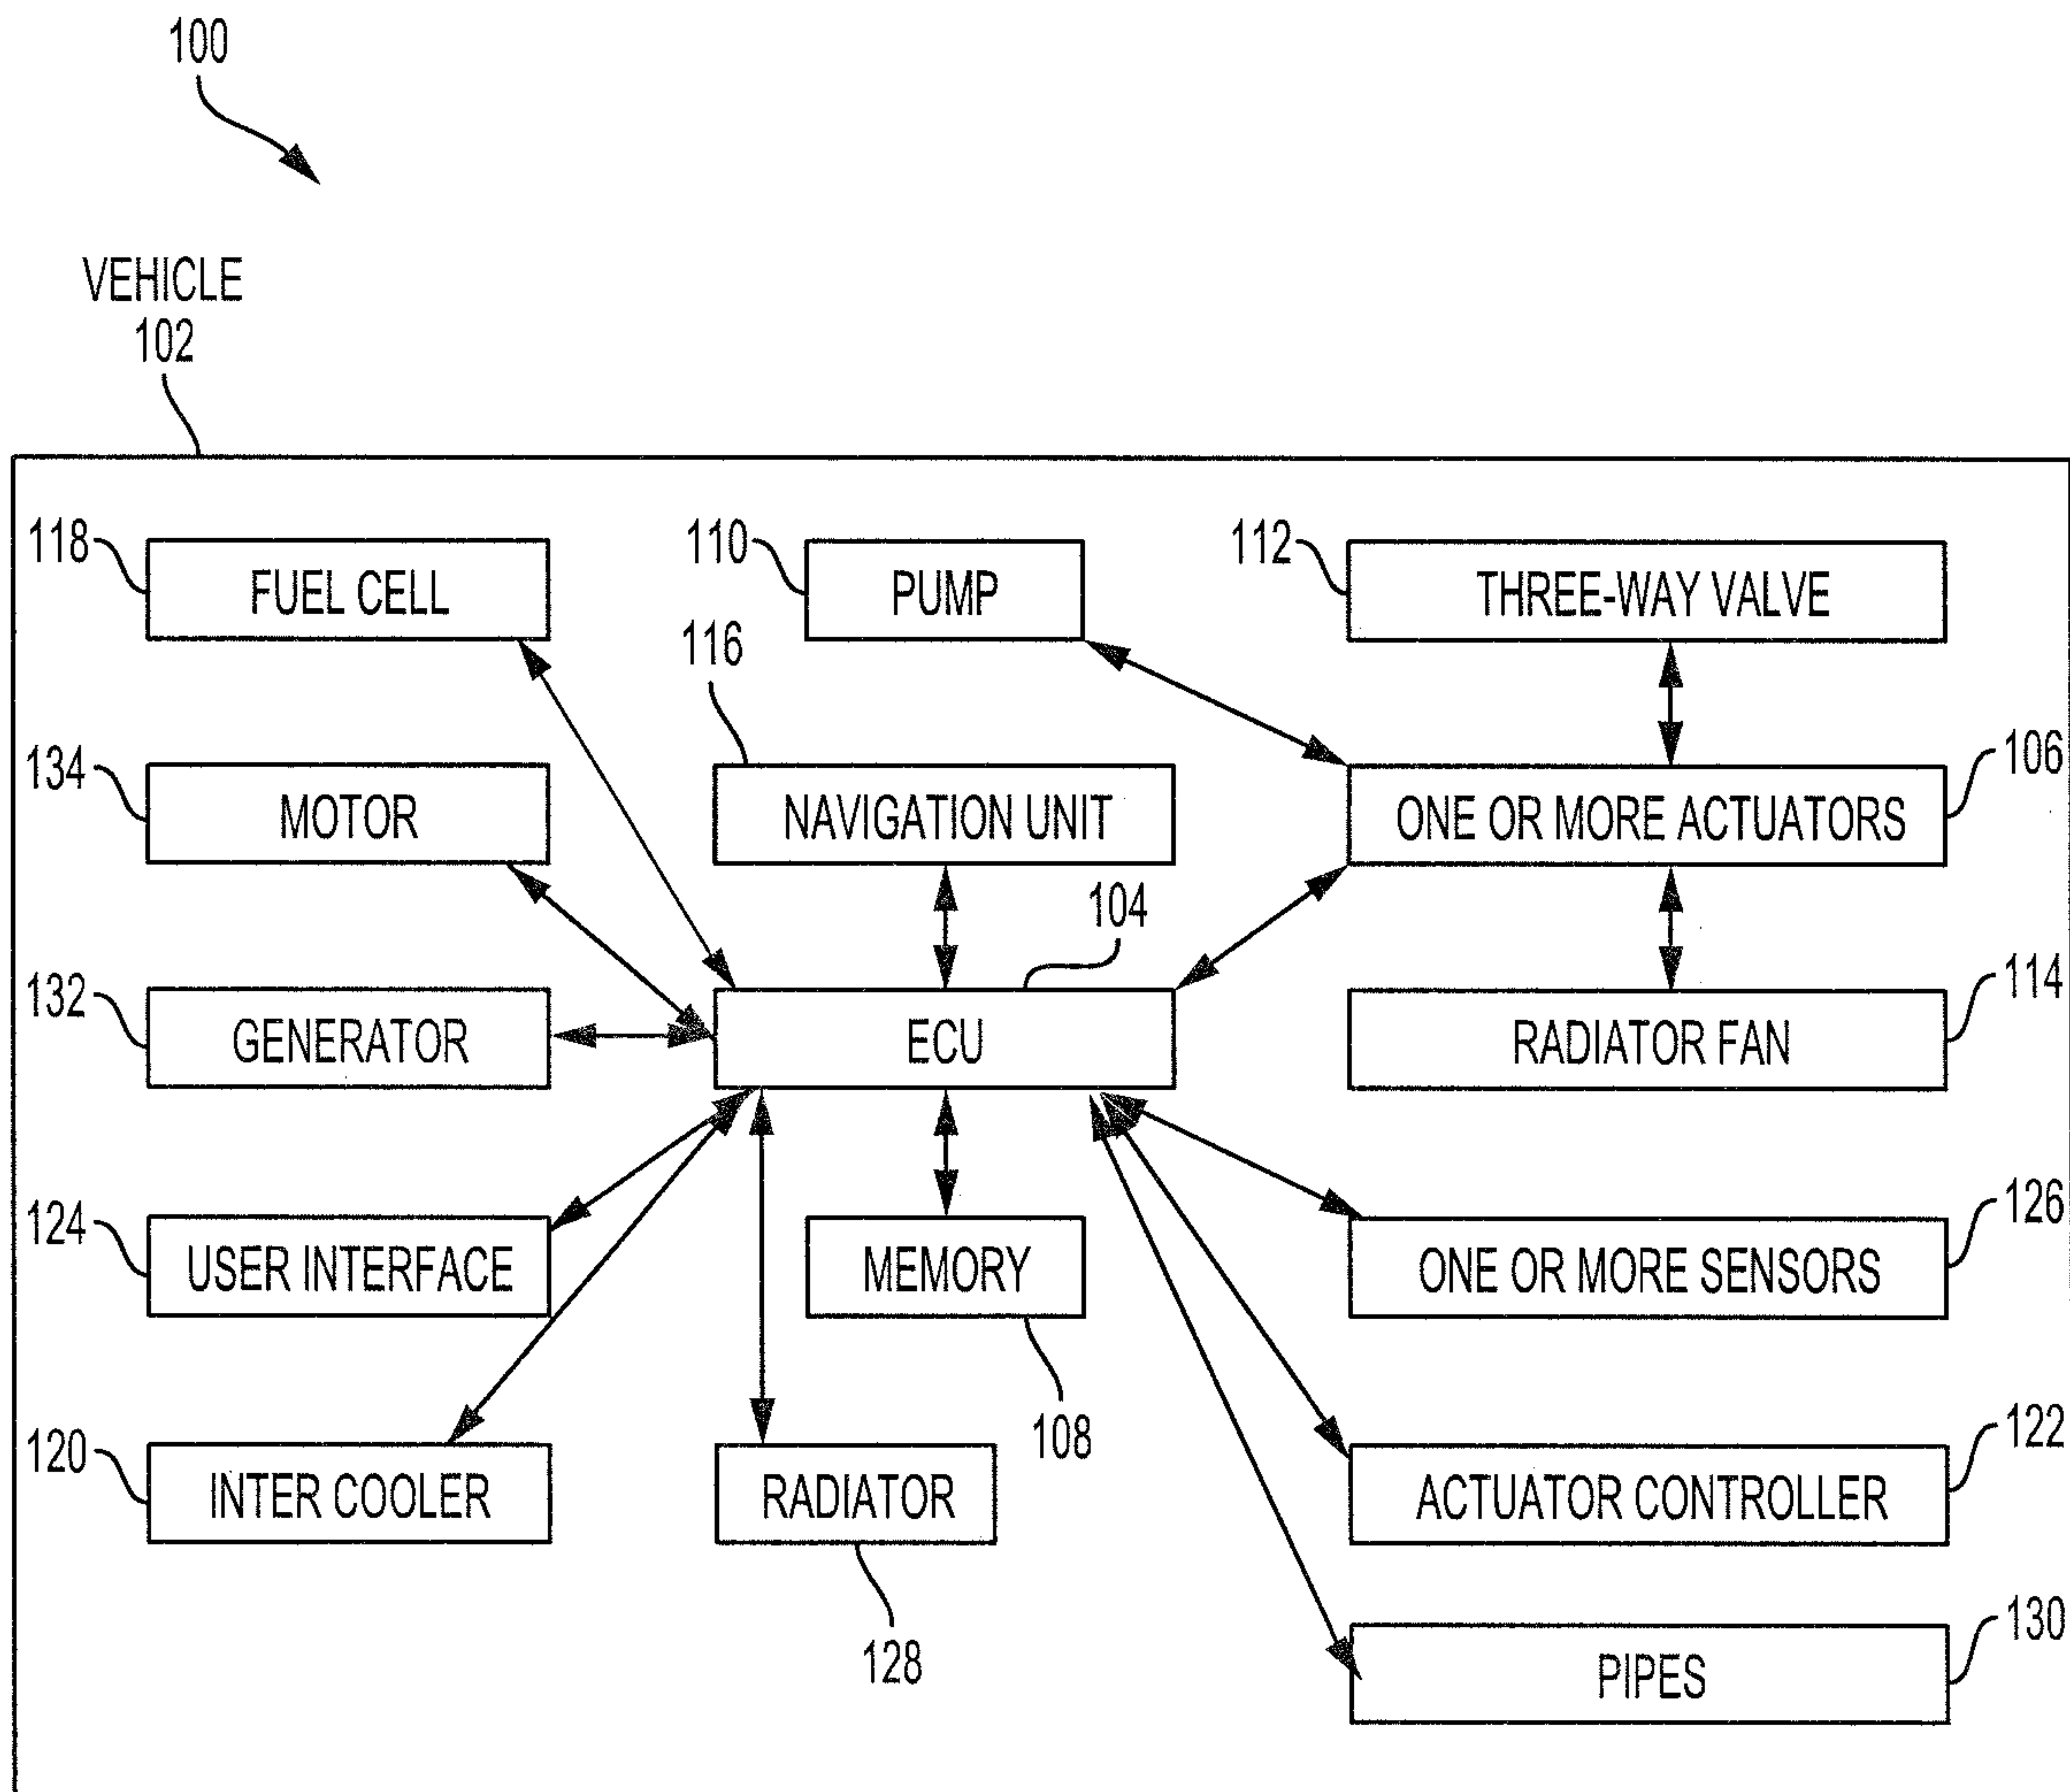 100
VEHICLE
102
118
FUEL CELL
110
PUMP
112
THREE-WAY VALVE
116
134
MOTOR
NAVIGATION UNIT
ONE OR MORE ACTUATORS
106
104
132
GENERATOR
ECU
RADIATOR FAN
114
124
USER INTERFACE
MEMORY
108
ONE OR MORE SENSORS
126
120
INTER COOLER
RADIATOR
128
ACTUATOR CONTROLLER
122
PIPES
130